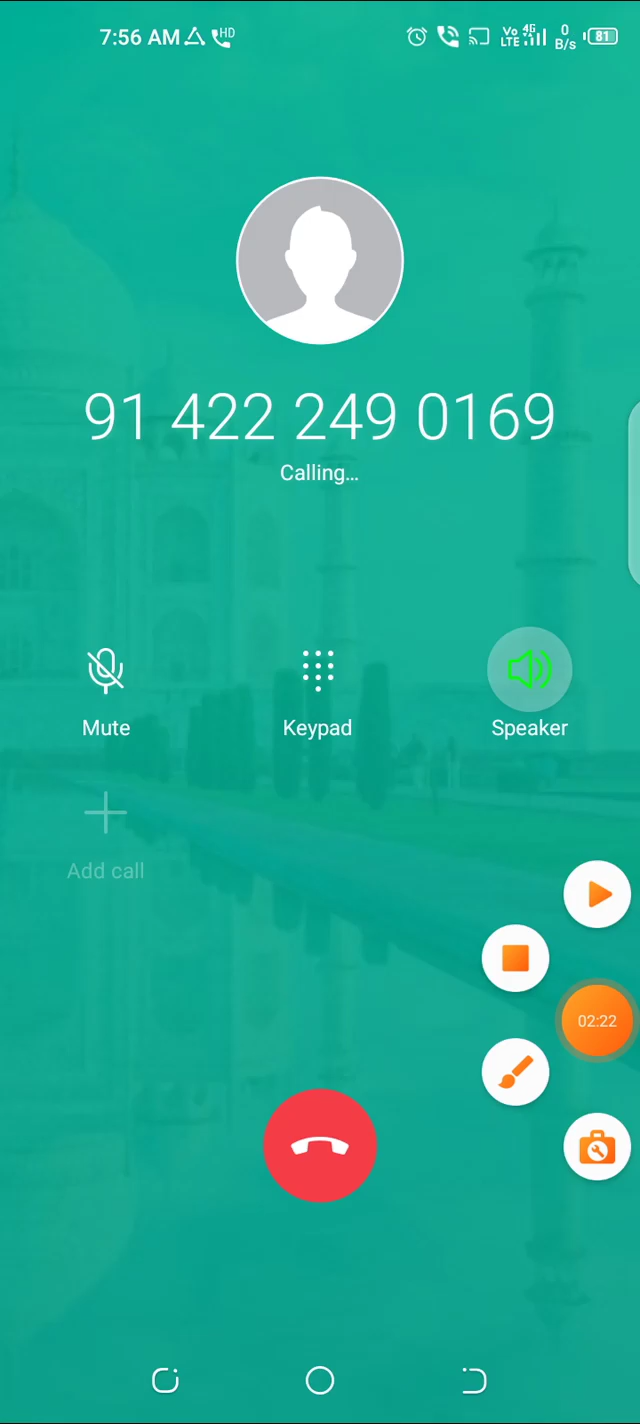 7:56 AM HD Vo LTE 4G 0 B/s 81
91 422 249 0169
Calling...
Mute Keypad Speaker
Add call
02:22